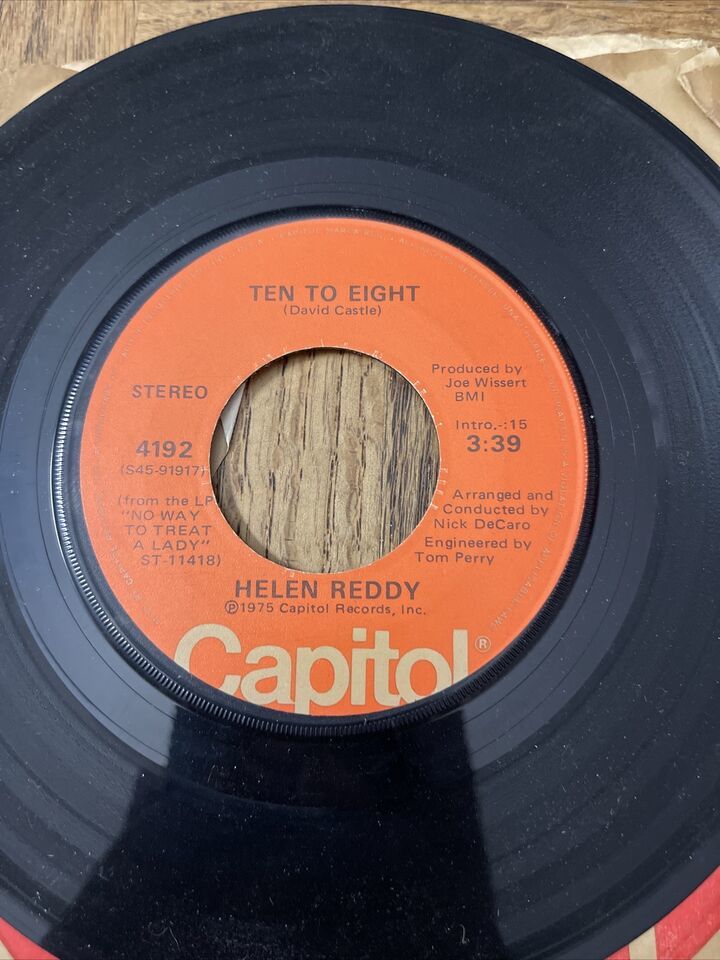 TEN TO EIGHT
(David Castle)
STEREO
Produced by
Joe Wissert
BMI
4192
(S45-91917)
Intro.-:15
3:39
(from the LP
"NO WAY
TO TREAT
A LADY"
ST-11418)
Arranged and
Conducted by
Nick DeCaro
Engineered by
Tom Perry
HELEN REDDY
℗1975 Capitol Records, Inc.
Capitol®